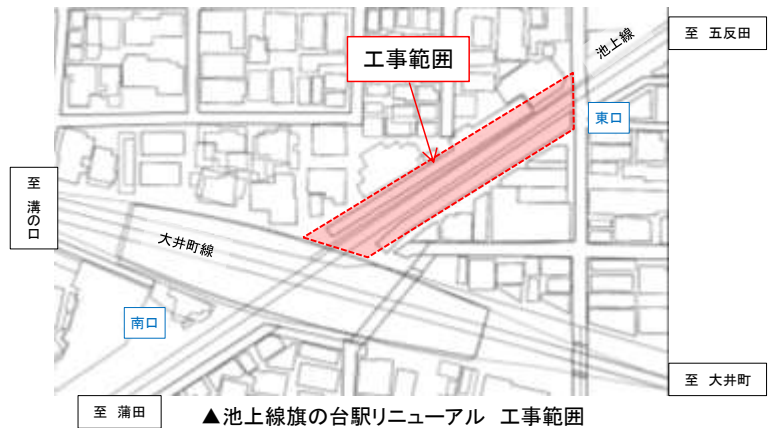 池上線
至 五反田
工事範囲
東口
至 溝の口
大井町線
南口
至 大井町
至 蒲田
▲池上線旗の台駅リニューアル 工事範囲